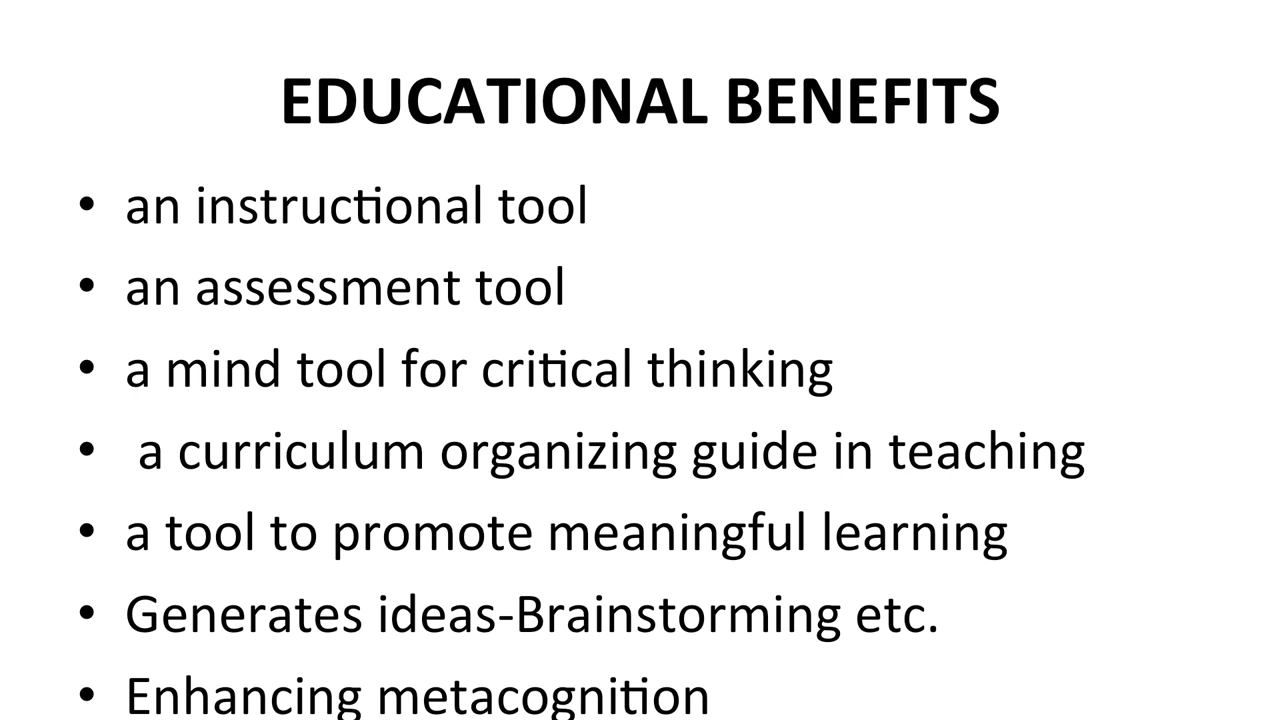 EDUCATIONAL BENEFITS
• an instructional tool
• an assessment tool
• a mind tool for critical thinking
• a curriculum organizing guide in teaching
• a tool to promote meaningful learning
• Generates ideas-Brainstorming etc.
• Enhancing metacognition